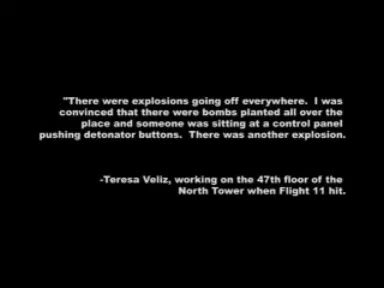 "There were explosions going off everywhere.  I was
convinced that there were bombs planted all over the
place and someone was sitting at a control panel
pushing detonator buttons.  There was another explosion.
-Teresa Veliz, working on the 47th floor of the
North Tower when Flight 11 hit.